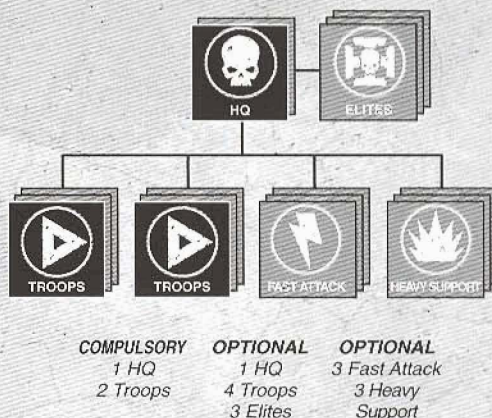 HQ
ELITES
TROOPS
TROOPS
FAST ATTACK
HEAVY SUPPORT
COMPULSORY
1 HQ
2 Troops
OPTIONAL
1 HQ
4 Troops
3 Elites
OPTIONAL
3 Fast Attack
3 Heavy
Support